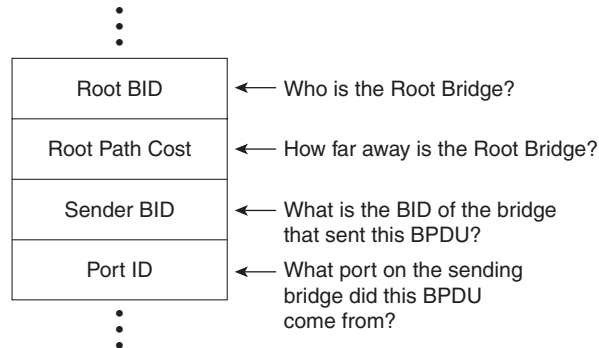 Root BID
Who is the Root Bridge?
Root Path Cost
How far away is the Root Bridge?
Sender BID
What is the BID of the bridge
that sent this BPDU?
Port ID
What port on the sending
bridge did this BPDU
come from?